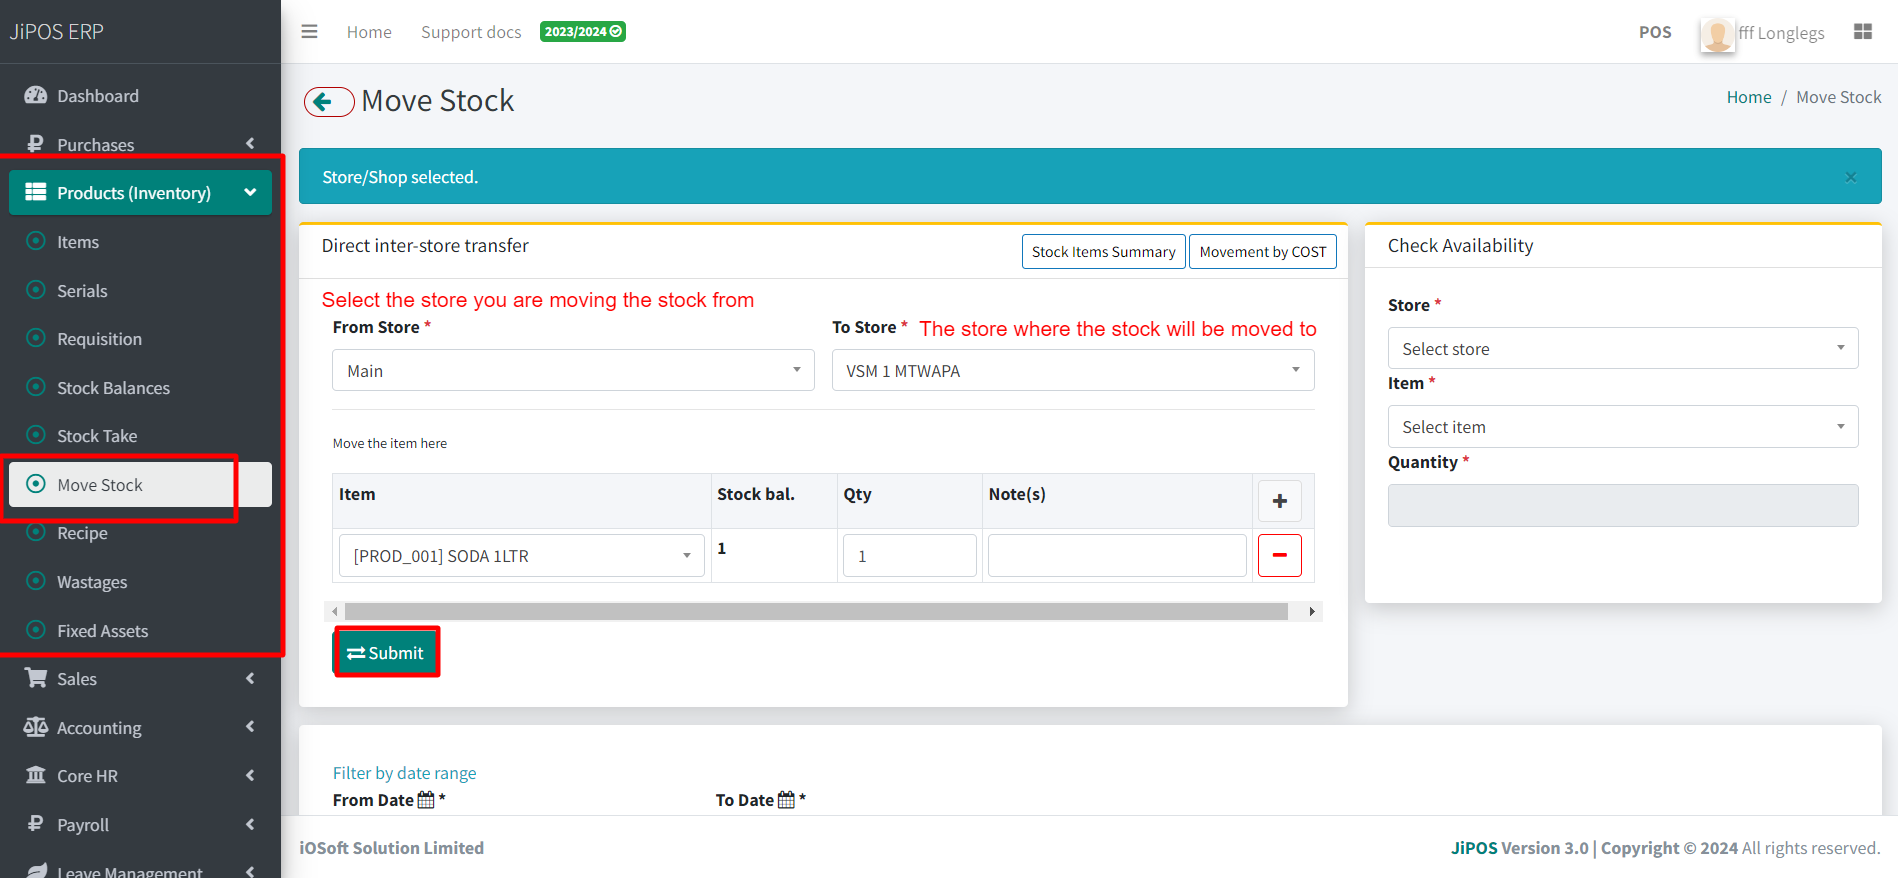 JiPOS ERP
Home
Support docs
2023/2024
POS
fff Longlegs
Dashboard
Purchases
Products (Inventory)
Items
Serials
Requisition
Stock Balances
Stock Take
Move Stock
Recipe
Wastages
Fixed Assets
Sales
Accounting
Core HR
Payroll
Leave Management
Move Stock
Home / Move Stock
Store/Shop selected.
×
Direct inter-store transfer
Stock Items Summary
Movement by COST
Select the store you are moving the stock from
From Store *
To Store * The store where the stock will be moved to
Main
VSM 1 MTWAPA
Move the item here
Item Stock bal. Qty Note(s)
[PROD_001] SODA 1LTR 1 1
Submit
Check Availability
Store *
Select store
Item *
Select item
Quantity *
Filter by date range
From Date *
To Date *
iOSoft Solution Limited
JiPOS Version 3.0 | Copyright © 2024 All rights reserved.